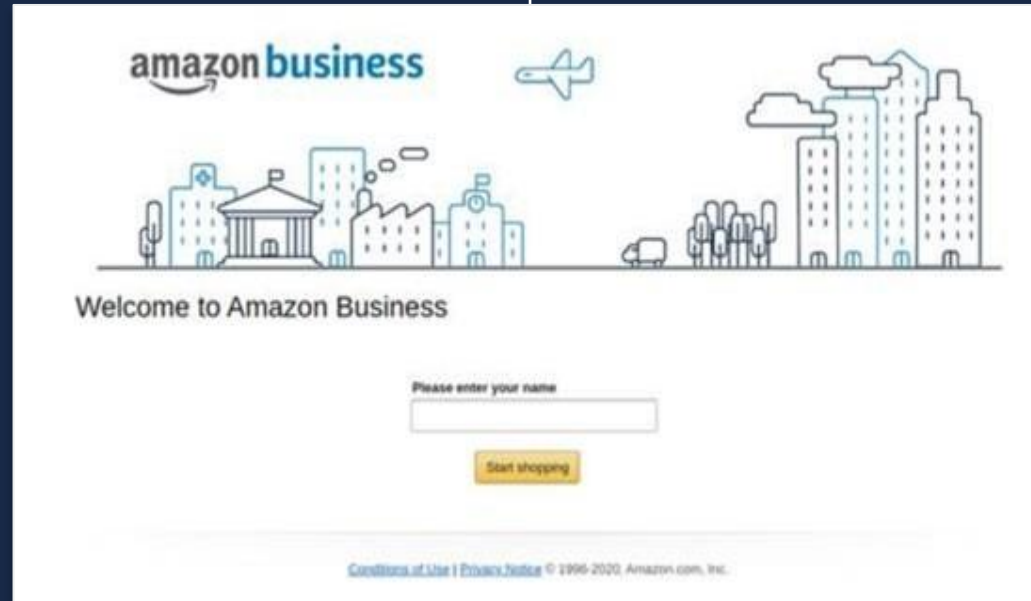 amazon business
Welcome to Amazon Business
Please enter your name
Start shopping
Conditions of Use | Privacy Notice © 1996-2020, Amazon.com, Inc.